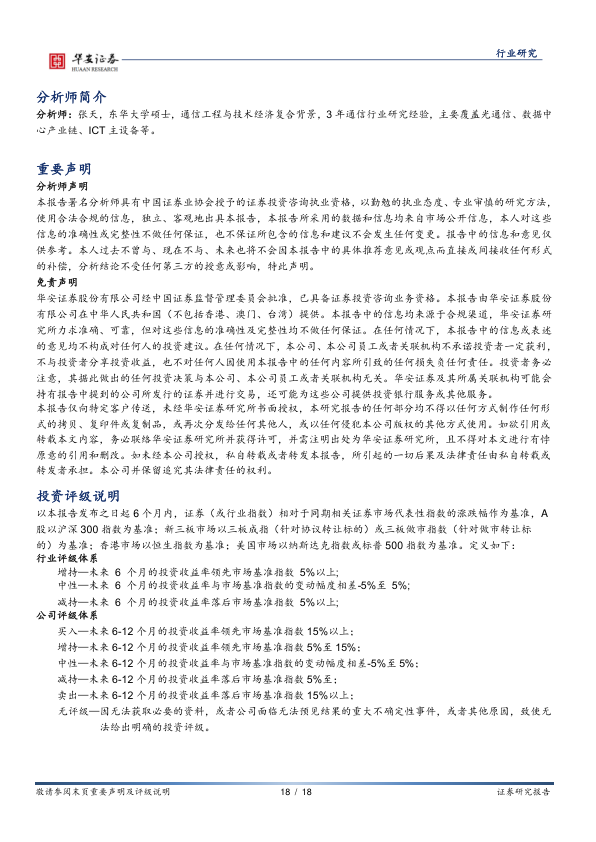 华安证券
HUAAN RESEARCH
行业研究
分析师简介
分析师：张天，东华大学硕士，通信工程与技术经济复合背景，3 年通信行业研究经验，主要覆盖光通信、数据中
心产业链、ICT 主设备等。
重要声明
分析师声明
本报告署名分析师具有中国证券业协会授予的证券投资咨询执业资格，以勤勉的执业态度、专业审慎的研究方法，
使用合法合规的信息，独立、客观地出具本报告，本报告所采用的数据和信息均来自市场公开信息，本人对这些
信息的准确性或完整性不做任何保证，也不保证所包含的信息和建议不会发生任何变更。报告中的信息和意见仅
供参考。本人过去不曾与、现在不与、未来也将不会因本报告中的具体推荐意见或观点而直接或间接收任何形式
的补偿，分析结论不受任何第三方的授意或影响，特此声明。
免责声明
华安证券股份有限公司经中国证券监督管理委员会批准，已具备证券投资咨询业务资格。本报告由华安证券股份
有限公司在中华人民共和国（不包括香港、澳门、台湾）提供。本报告中的信息均来源于合规渠道，华安证券研
究所力求准确、可靠，但对这些信息的准确性及完整性均不做任何保证。在任何情况下，本报告中的信息或表述
的意见均不构成对任何人的投资建议。在任何情况下，本公司、本公司员工或者关联机构不承诺投资者一定获利，
不与投资者分享投资收益，也不对任何人因使用本报告中的任何内容所引致的任何损失负任何责任。投资者务必
注意，其据此做出的任何投资决策与本公司、本公司员工或者关联机构无关。华安证券及其所属关联机构可能会
持有报告中提到的公司所发行的证券并进行交易，还可能为这些公司提供投资银行服务或其他服务。
本报告仅向特定客户传送，未经华安证券研究所书面授权，本研究报告的任何部分均不得以任何方式制作任何形
式的拷贝、复印件或复制品，或再次分发给任何其他人，或以任何侵犯本公司版权的其他方式使用。如欲引用或
转载本文内容，务必联络华安证券研究所并获得许可，并需注明出处为华安证券研究所，且不得对本文进行有悖
原意的引用和删改。如未经本公司授权，私自转载或者转发本报告，所引起的一切后果及法律责任由私自转载或
转发者承担。本公司并保留追究其法律责任的权利。
投资评级说明
以本报告发布之日起 6 个月内，证券（或行业指数）相对于同期相关证券市场代表性指数的涨跌幅作为基准，A
股以沪深 300 指数为基准；新三板市场以三板成指（针对协议转让标的）或三板做市指数（针对做市转让标
的）为基准；香港市场以恒生指数为基准；美国市场以纳斯达克指数或标普 500 指数为基准。定义如下：
行业评级体系
增持—未来 6 个月的投资收益率领先市场基准指数 5%以上;
中性—未来 6 个月的投资收益率与市场基准指数的变动幅度相差-5%至 5%;
减持—未来 6 个月的投资收益率落后市场基准指数 5%以上;
公司评级体系
买入—未来 6-12 个月的投资收益率领先市场基准指数 15%以上；
增持—未来 6-12 个月的投资收益率领先市场基准指数 5%至 15%；
中性—未来 6-12 个月的投资收益率与市场基准指数的变动幅度相差-5%至 5%；
减持—未来 6-12 个月的投资收益率落后市场基准指数 5%至；
卖出—未来 6-12 个月的投资收益率落后市场基准指数 15%以上；
无评级—因无法获取必要的资料，或者公司面临无法预见结果的重大不确定性事件，或者其他原因，致使无
法给出明确的投资评级。
敬请参阅末页重要声明及评级说明
18 / 18
证券研究报告